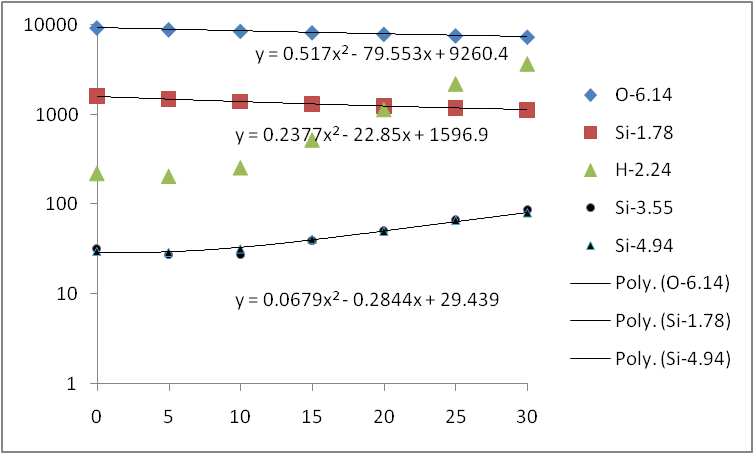 10000
1000
100
10
1
0 5 10 15 20 25 30
y = 0.517x² - 79.553x + 9260.4
y = 0.2377x² - 22.85x + 1596.9
y = 0.0679x² - 0.2844x + 29.439
O-6.14
Si-1.78
H-2.24
Si-3.55
Si-4.94
Poly. (O-6.14)
Poly. (Si-1.78)
Poly. (Si-4.94)